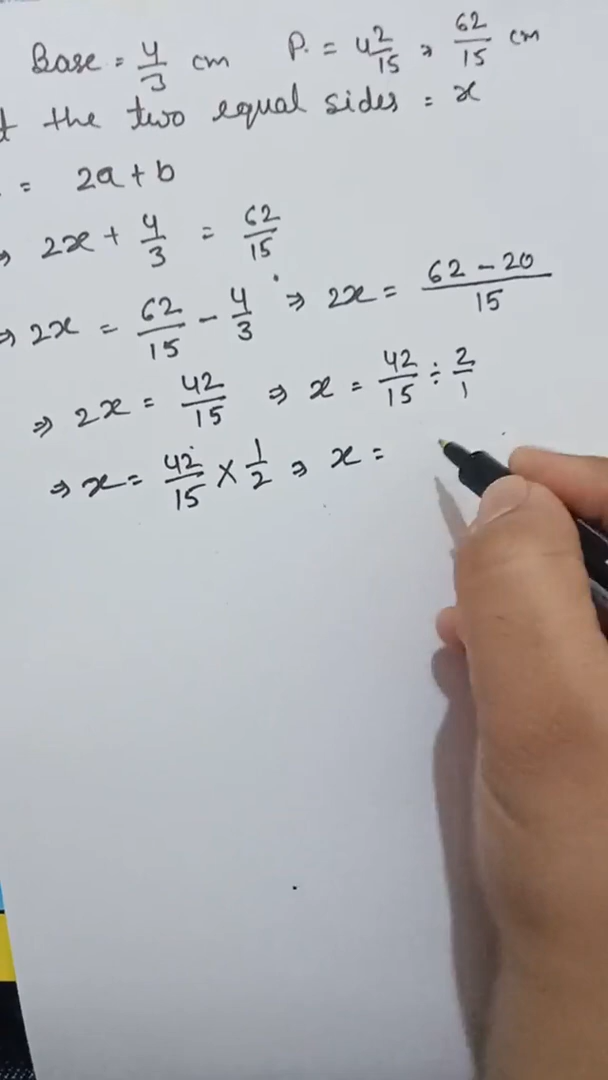 Base = 4/3 cm P. = 4 2/15 , 62/15 cm
the two equal sides = x
= 2a + b
⇒ 2x + 4/3 = 62/15
⇒ 2x = 62/15 - 4/3 ⇒ 2x = 62 - 20/15
⇒ 2x = 42/15 ⇒ x = 42/15 ÷ 2/1
⇒ x = 42/15 × 1/2 ⇒ x =